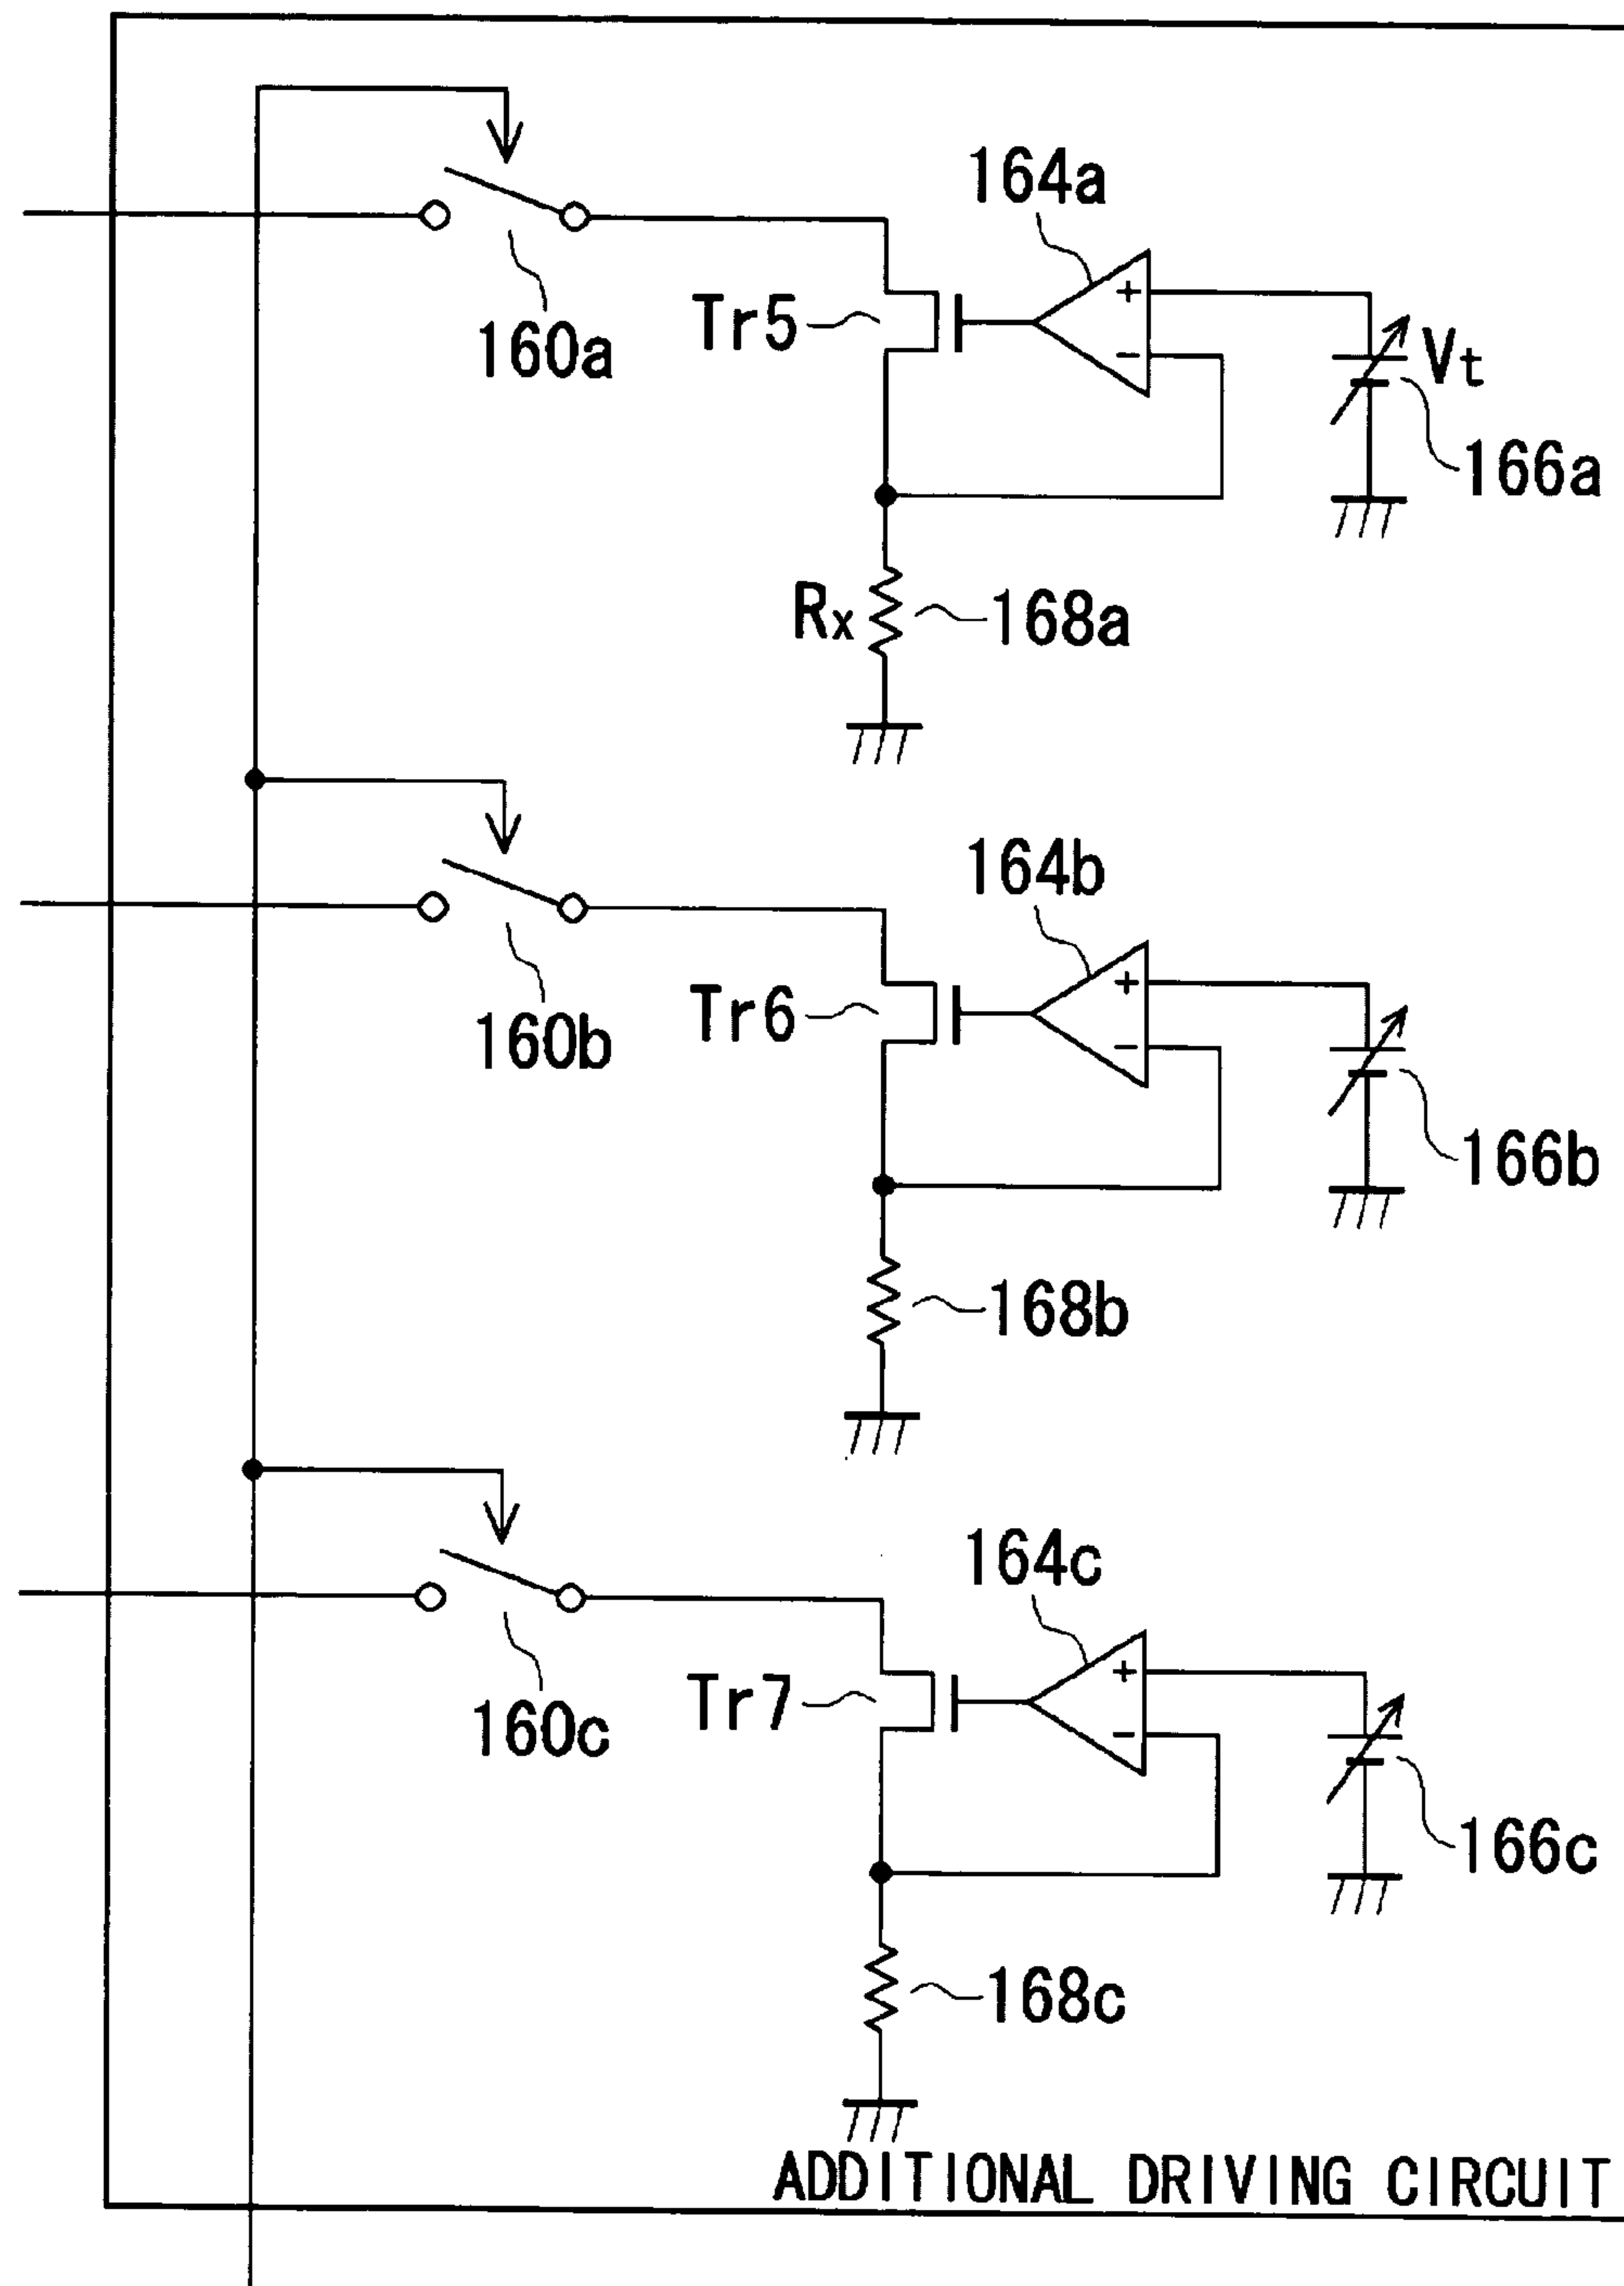 164a
+
Tr5
Vt
160a
-
166a
Rx
168a
164b
+
Tr6
160b
-
166b
168b
164c
+
Tr7
160c
-
166c
168c
ADDITIONAL DRIVING CIRCUIT